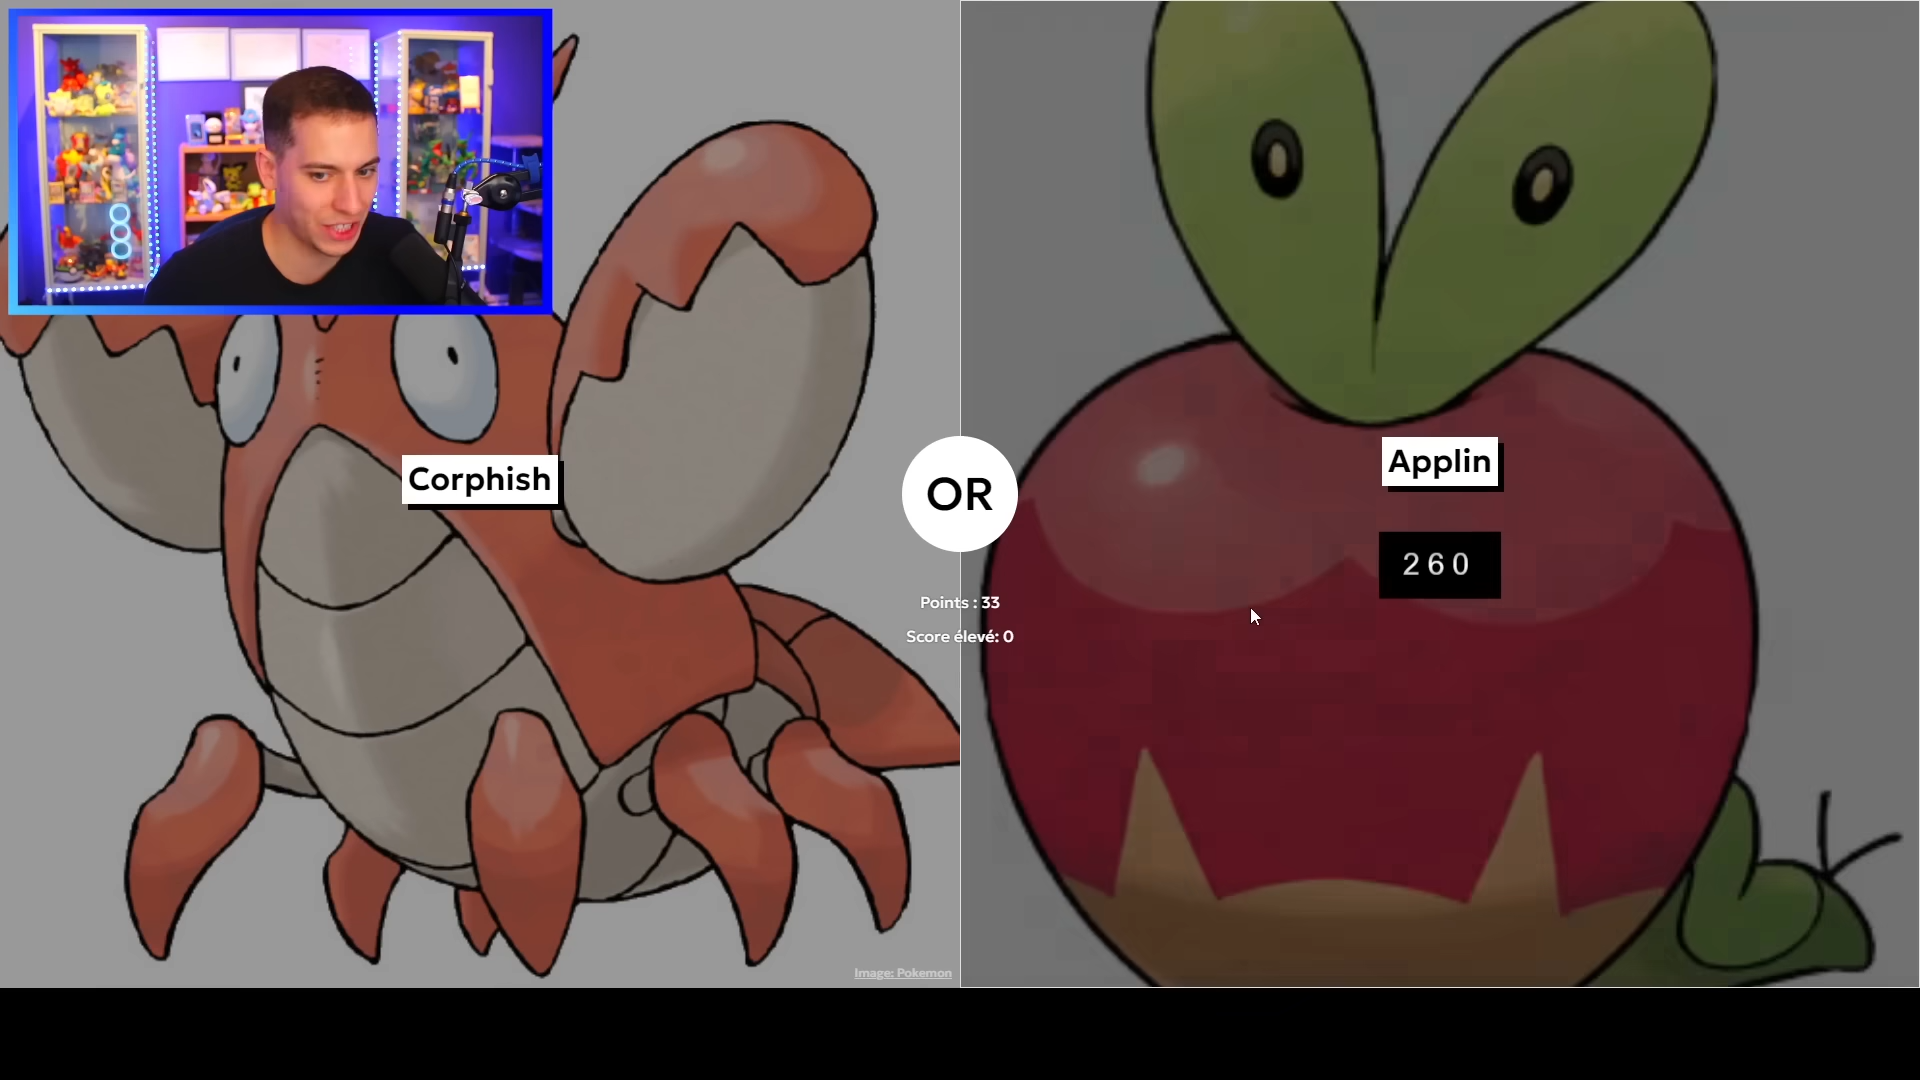 Corphish
OR
Applin
260
Points : 33
Score élevé: 0
Image: Pokemon